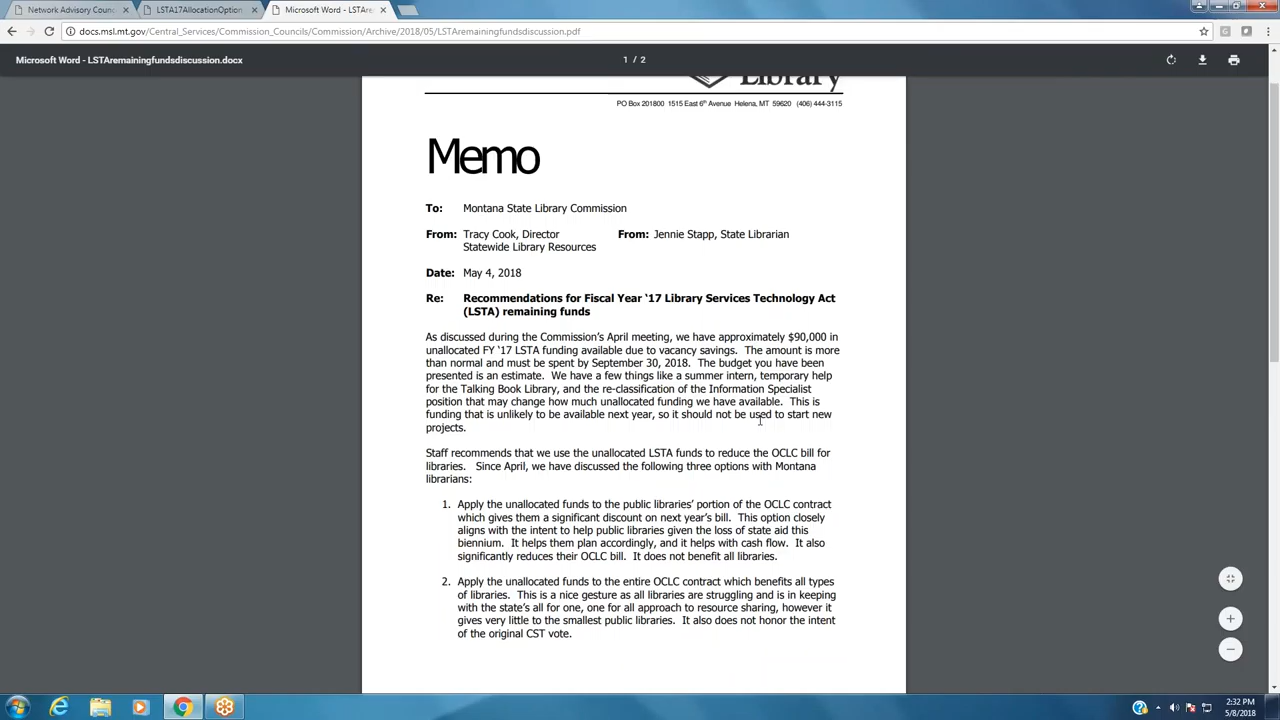 Network Advisory Counc
LSTA17AllocationOption
Microsoft Word - LSTAre
docs.msl.mt.gov/Central_Services/Commission_Councils/Commission/Archive/2018/05/LSTAremainingfundsdiscussion.pdf
Microsoft Word - LSTAremainingfundsdiscussion.docx
1 / 2
Library
PO Box 201800 1515 East 6th Avenue Helena, MT 59620 (406) 444-3115
Memo
To: Montana State Library Commission
From: Tracy Cook, Director From: Jennie Stapp, State Librarian
Statewide Library Resources
Date: May 4, 2018
Re: Recommendations for Fiscal Year ‘17 Library Services Technology Act
(LSTA) remaining funds
As discussed during the Commission’s April meeting, we have approximately $90,000 in
unallocated FY ‘17 LSTA funding available due to vacancy savings. The amount is more
than normal and must be spent by September 30, 2018. The budget you have been
presented is an estimate. We have a few things like a summer intern, temporary help
for the Talking Book Library, and the re-classification of the Information Specialist
position that may change how much unallocated funding we have available. This is
funding that is unlikely to be available next year, so it should not be used to start new
projects.
Staff recommends that we use the unallocated LSTA funds to reduce the OCLC bill for
libraries. Since April, we have discussed the following three options with Montana
librarians:
1. Apply the unallocated funds to the public libraries’ portion of the OCLC contract
which gives them a significant discount on next year’s bill. This option closely
aligns with the intent to help public libraries given the loss of state aid this
biennium. It helps them plan accordingly, and it helps with cash flow. It also
significantly reduces their OCLC bill. It does not benefit all libraries.
2. Apply the unallocated funds to the entire OCLC contract which benefits all types
of libraries. This is a nice gesture as all libraries are struggling and is in keeping
with the state’s all for one, one for all approach to resource sharing, however it
gives very little to the smallest public libraries. It also does not honor the intent
of the original CST vote.
2:32 PM
5/8/2018